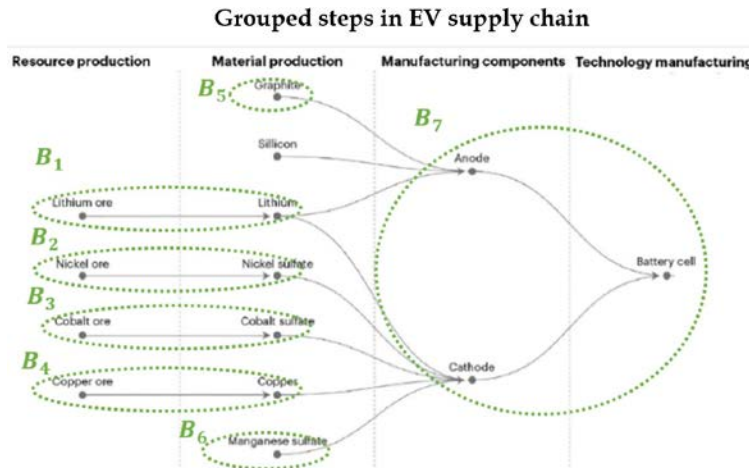 Grouped steps in EV supply chain
Resource production Material production Manufacturing components Technology manufacturing
B5 Graphite
B7
Sillicon
Anode
B1
Lithium ore Lithium
B2
Nickel ore Nickel sulfate
Battery cell
B3
Cobalt ore Cobalt sulfate
B4
Copper ore Copper
Cathode
B6
Manganese sulfate